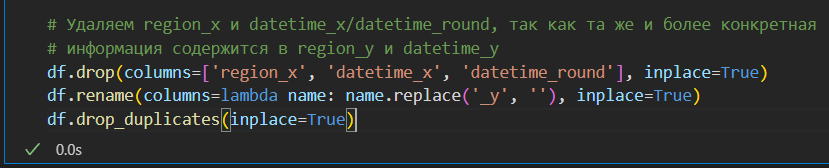 # Удаляем region_x и datetime_x/datetime_round, так как та же и более конкретная
# информация содержится в region_y и datetime_y
df.drop(columns=['region_x', 'datetime_x', 'datetime_round'], inplace=True)
df.rename(columns=lambda name: name.replace('_y', ''), inplace=True)
df.drop_duplicates(inplace=True)
0.0s